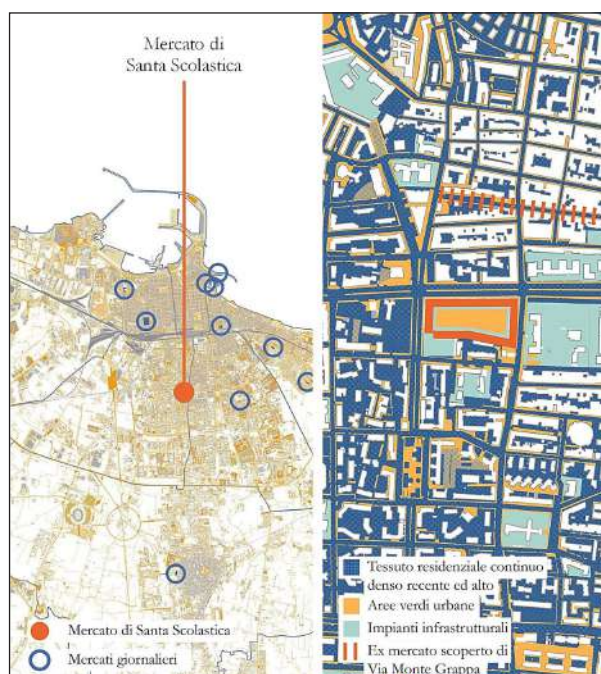 Mercato di
Santa Scolastica
Mercato di Santa Scolastica
Mercati giornalieri
Tessuto residenziale continuo
denso recente ed alto
Aree verdi urbane
Impianti infrastrutturali
Ex mercato scoperto di
Via Monte Grappa